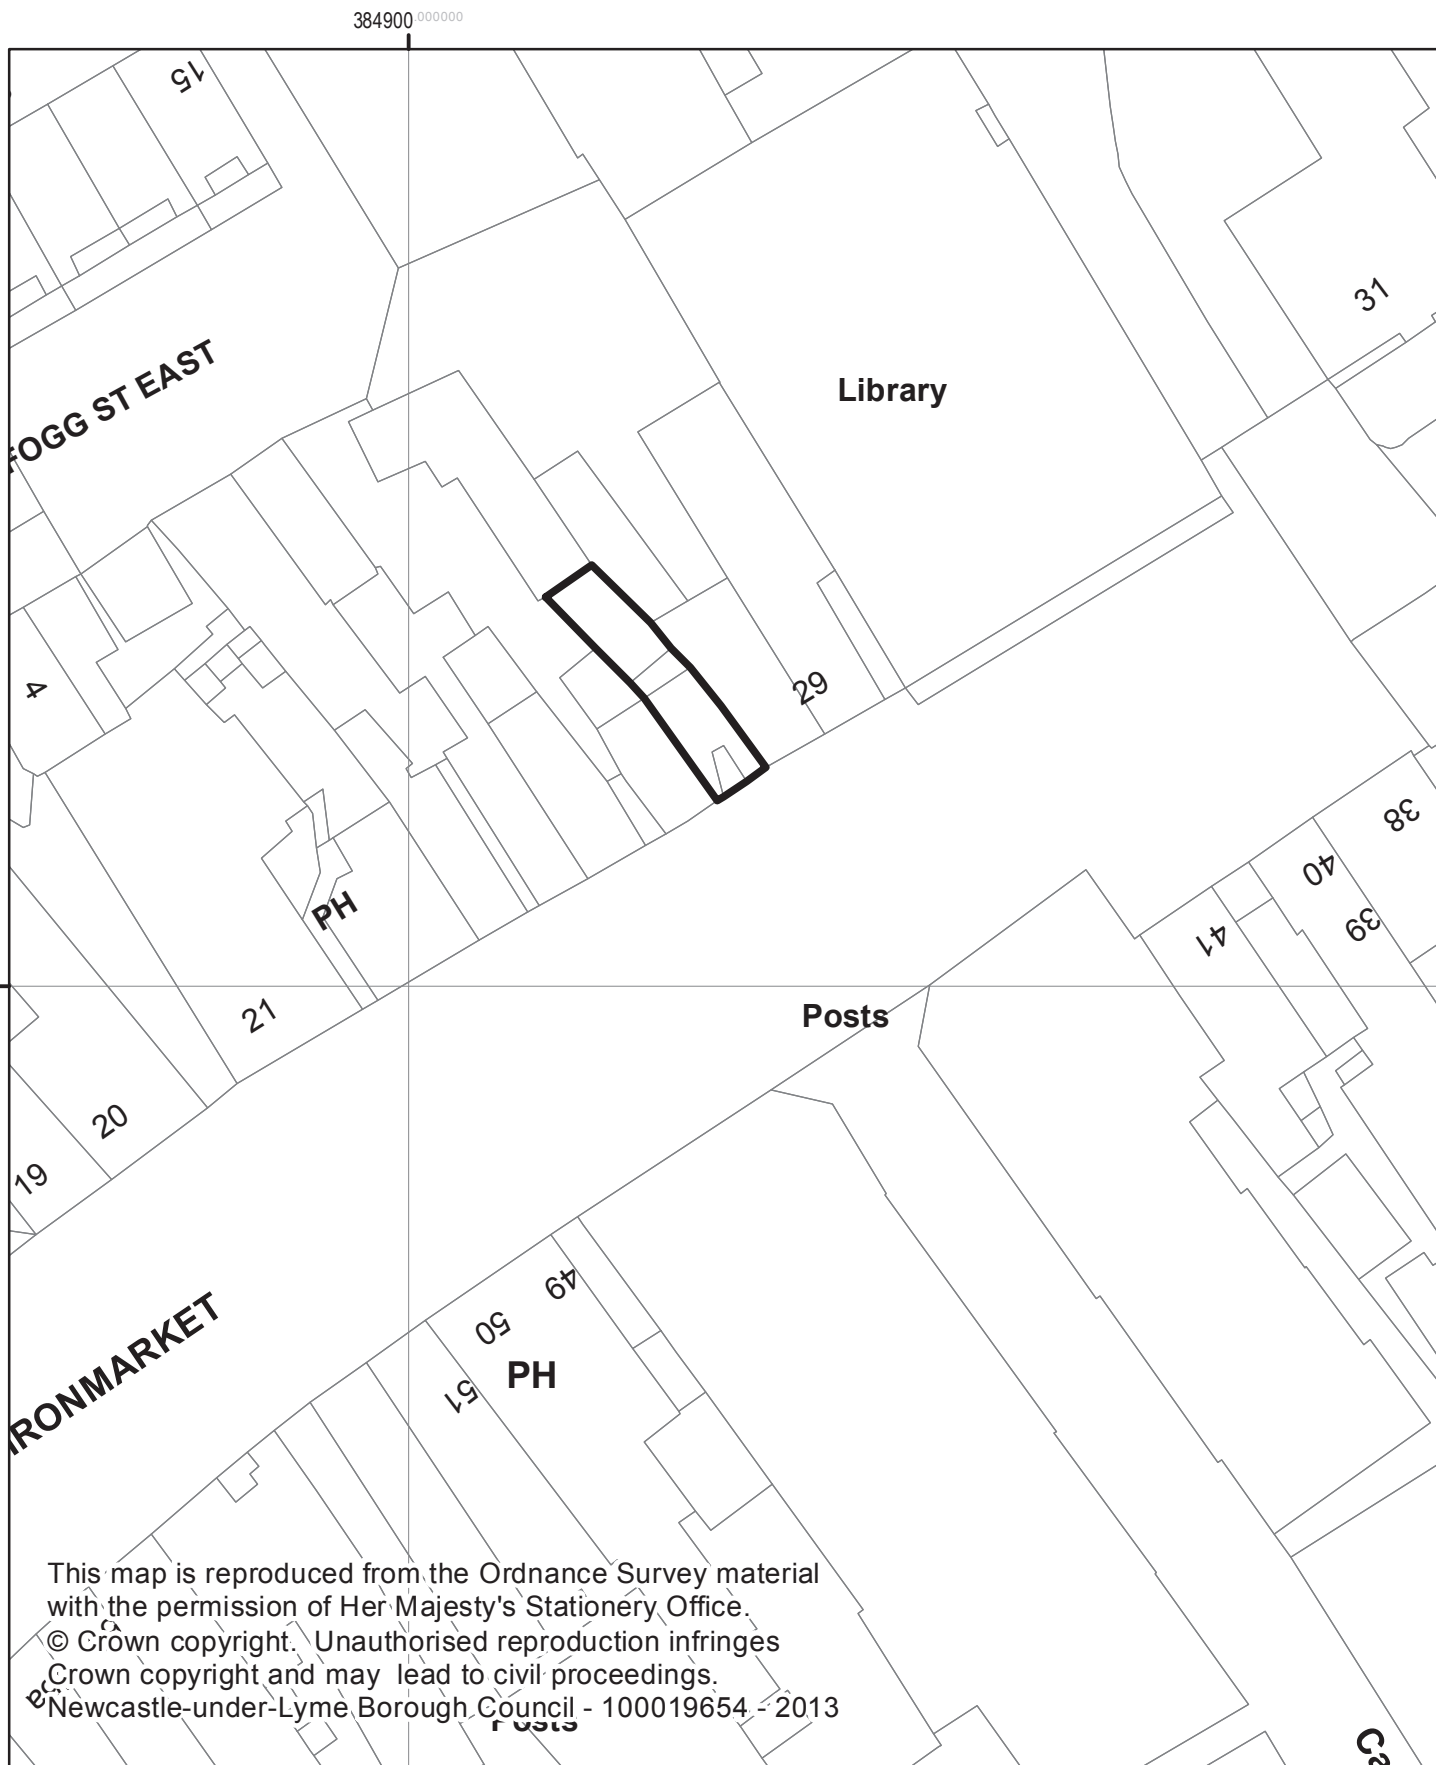 384900.000000
15
31
FOGG ST EAST
Library
4
29
38
40
PH
39
41
21
Posts
20
19
49
IRONMARKET
50
PH
51
This map is reproduced from the Ordnance Survey material
with the permission of Her Majesty's Stationery Office.
© Crown copyright. Unauthorised reproduction infringes
Crown copyright and may lead to civil proceedings.
Newcastle-under-Lyme Borough Council - 100019654 - 2013
Posts